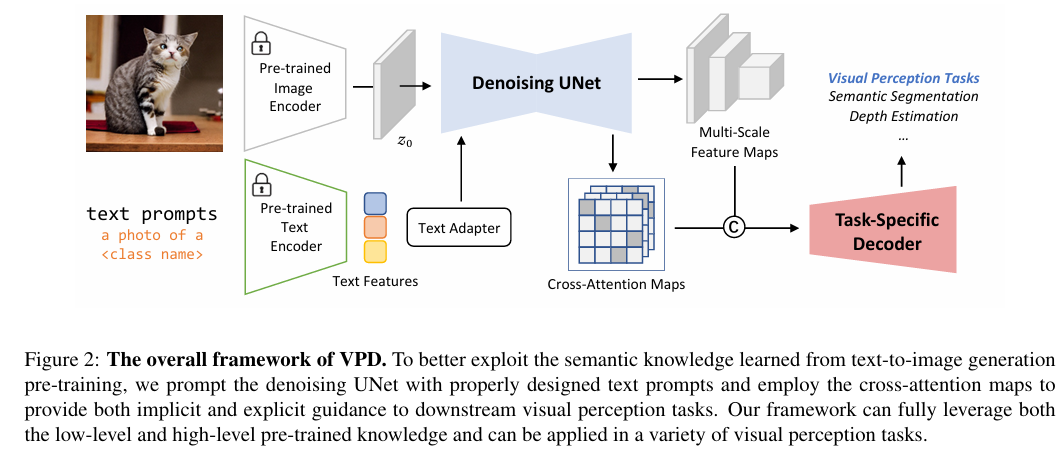 Pre-trained
Image
Encoder
z₀
Denoising UNet
Multi-Scale
Feature Maps
Visual Perception Tasks
Semantic Segmentation
Depth Estimation
...
text prompts
a photo of a
<class name>
Pre-trained
Text
Encoder
Text Features
Text Adapter
Cross-Attention Maps
C
Task-Specific
Decoder
Figure 2: The overall framework of VPD. To better exploit the semantic knowledge learned from text-to-image generation
pre-training, we prompt the denoising UNet with properly designed text prompts and employ the cross-attention maps to
provide both implicit and explicit guidance to downstream visual perception tasks. Our framework can fully leverage both
the low-level and high-level pre-trained knowledge and can be applied in a variety of visual perception tasks.